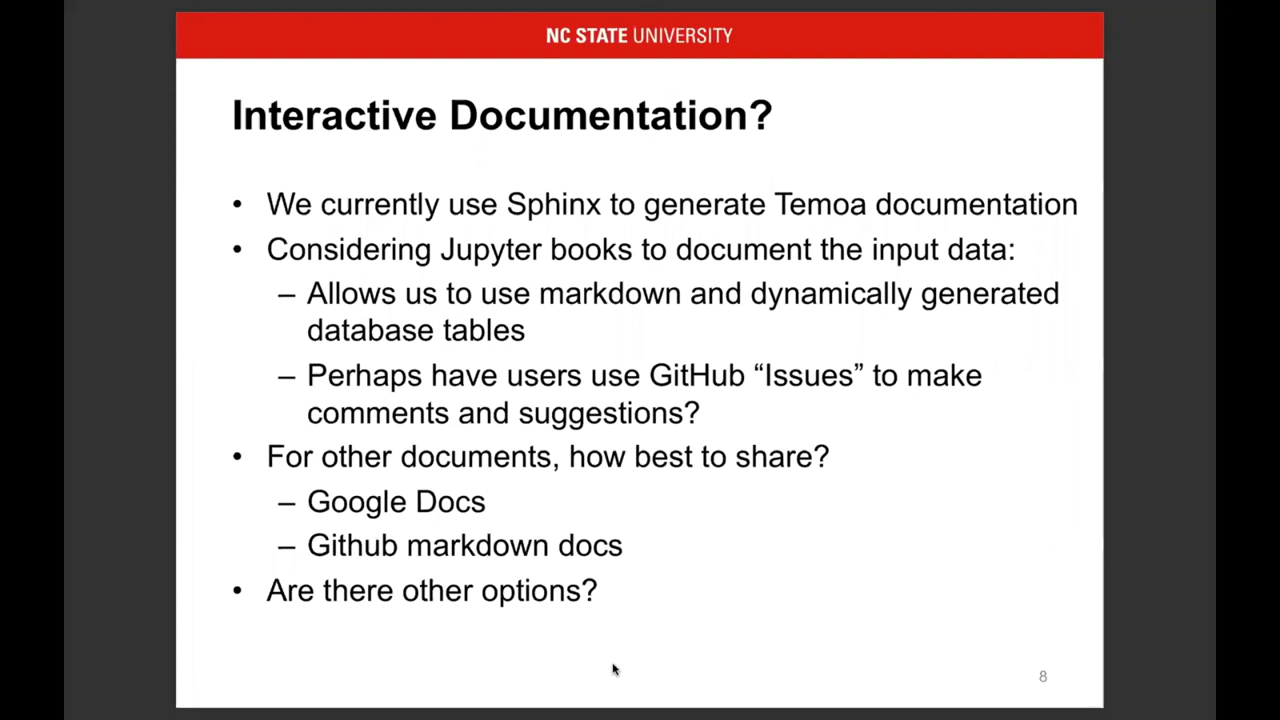 NC STATE UNIVERSITY
Interactive Documentation?
• We currently use Sphinx to generate Temoa documentation
• Considering Jupyter books to document the input data:
– Allows us to use markdown and dynamically generated
database tables
– Perhaps have users use GitHub “Issues” to make
comments and suggestions?
• For other documents, how best to share?
– Google Docs
– Github markdown docs
• Are there other options?
8